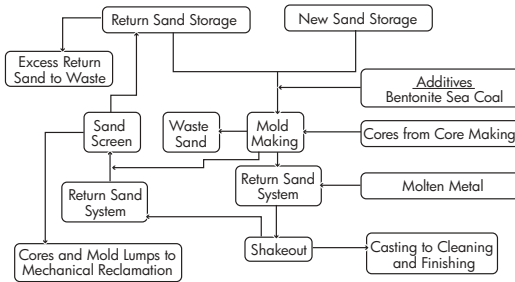 Return Sand Storage
New Sand Storage
Excess Return
Sand to Waste
Additives
Bentonite Sea Coal
Sand
Screen
Waste
Sand
Mold
Making
Cores from Core Making
Return Sand
System
Return Sand
System
Molten Metal
Cores and Mold Lumps to
Mechanical Reclamation
Shakeout
Casting to Cleaning
and Finishing